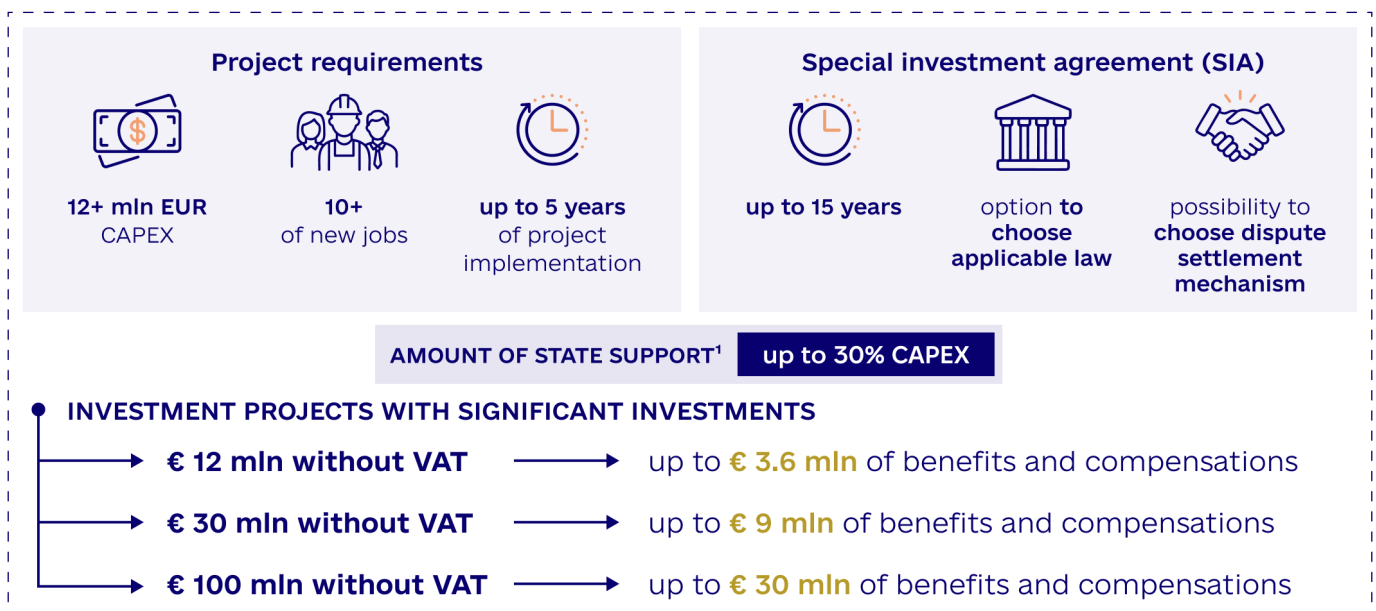 Project requirements
$
12+ mln EUR
CAPEX
10+
of new jobs
up to 5 years
of project
implementation
Special investment agreement (SIA)
up to 15 years
option to
choose
applicable law
possibility to
choose dispute
settlement
mechanism
AMOUNT OF STATE SUPPORT¹ up to 30% CAPEX
INVESTMENT PROJECTS WITH SIGNIFICANT INVESTMENTS
€ 12 mln without VAT up to € 3.6 mln of benefits and compensations
€ 30 mln without VAT up to € 9 mln of benefits and compensations
€ 100 mln without VAT up to € 30 mln of benefits and compensations